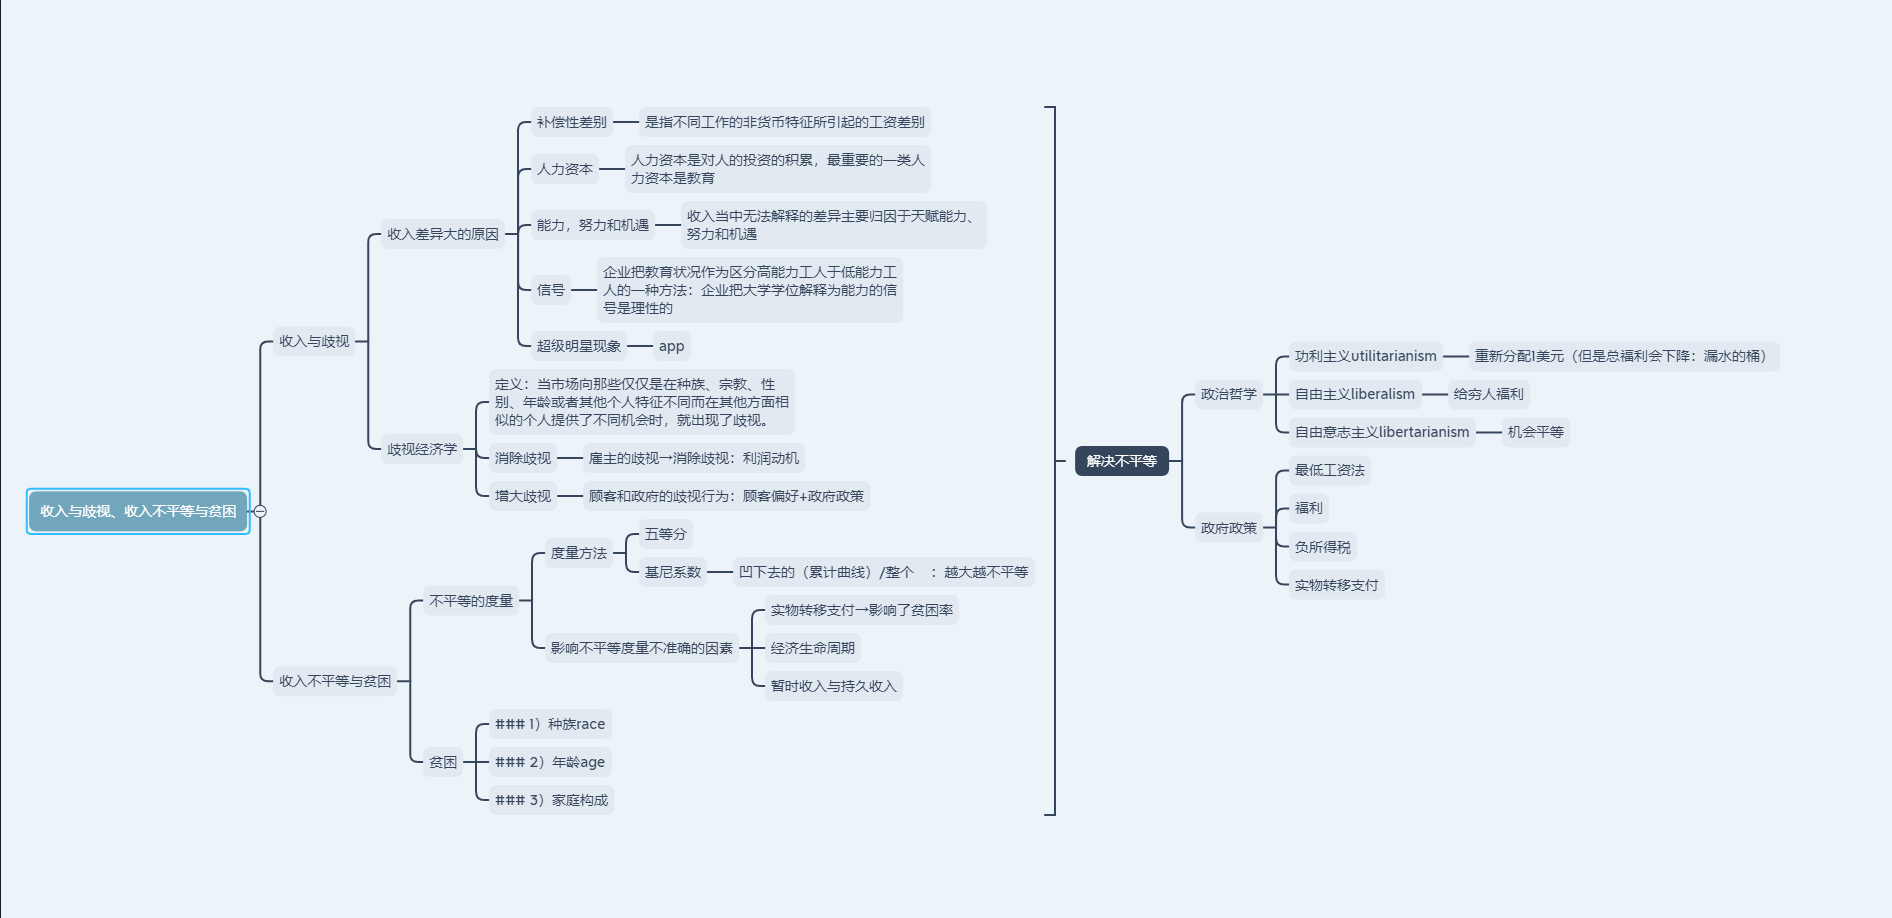 收入与歧视、收入不平等与贫困
收入与歧视
收入差异大的原因
补偿性差别
是指不同工作的非货币特征所引起的工资差别
人力资本
人力资本是对人的投资的积累，最重要的一类人
力资本是教育
能力，努力和机遇
收入当中无法解释的差异主要归因于天赋能力、
努力和机遇
信号
企业把教育状况作为区分高能力工人于低能力工
人的一种方法：企业把大学学位解释为能力的信
号是理性的
超级明星现象
app
歧视经济学
定义：当市场向那些仅仅是在种族、宗教、性
别、年龄或者其他个人特征不同而在其他方面相
似的个人提供了不同机会时，就出现了歧视。
消除歧视
雇主的歧视→消除歧视：利润动机
增大歧视
顾客和政府的歧视行为：顾客偏好+政府政策
收入不平等与贫困
不平等的度量
度量方法
五等分
基尼系数
凹下去的（累计曲线）/整个　：越大越不平等
影响不平等度量不准确的因素
实物转移支付→影响了贫困率
经济生命周期
暂时收入与持久收入
贫困
### 1）种族race
### 2）年龄age
### 3）家庭构成
解决不平等
政治哲学
功利主义utilitarianism
重新分配1美元（但是总福利会下降：漏水的桶）
自由主义liberalism
给穷人福利
自由意志主义libertarianism
机会平等
政府政策
最低工资法
福利
负所得税
实物转移支付